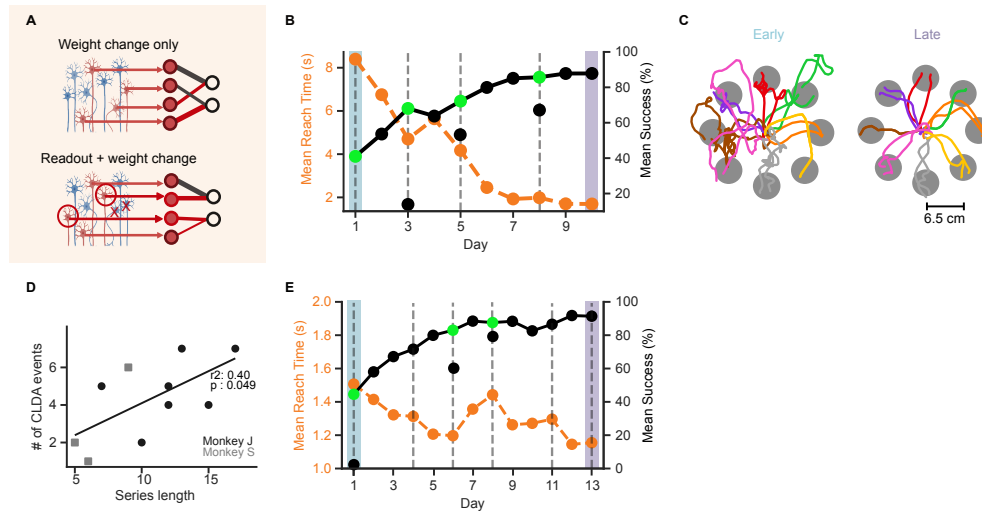 A
Weight change only
Readout + weight change
B
Mean Reach Time (s)
8
6
4
2
1
3
5
7
9
Day
100
80
60
40
20
Mean Success (%)
C
Early
Late
6.5 cm
D
# of CLDA events
6
4
2
r2: 0.40
p : 0.049
Monkey J
Monkey S
5
10
15
Series length
E
Mean Reach Time (s)
2.0
1.8
1.6
1.4
1.2
1.0
1
3
5
7
9
11
13
Day
100
80
60
40
20
0
Mean Success (%)